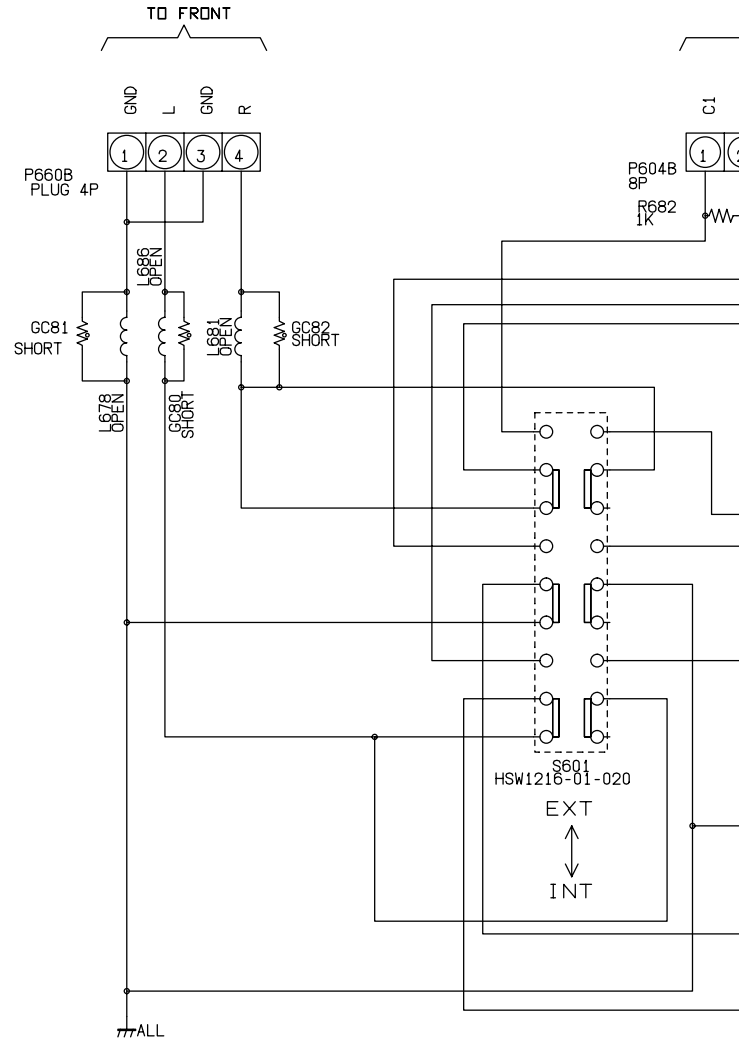 TO FRONT
GND
L
GND
R
C1
1
2
3
4
1
P660B
PLUG 4P
P604B
8P
R682
1K
L686
OPEN
GC81
SHORT
L681
OPEN
GC82
SHORT
L678
OPEN
GC80
SHORT
S601
HSW1216-01-020
EXT
INT
ALL